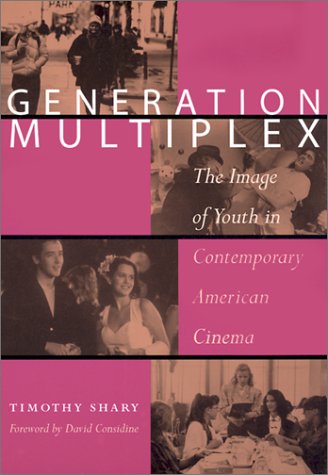 GENERATION
MULTIPLEX
The Image
of Youth in
Contemporary
American
Cinema
TIMOTHY SHARY
Foreword by David Considine